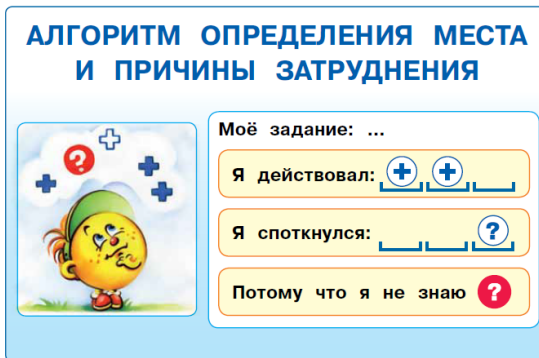 АЛГОРИТМ ОПРЕДЕЛЕНИЯ МЕСТА
И ПРИЧИНЫ ЗАТРУДНЕНИЯ
?
Моё задание: ...
Я действовал: + +
Я споткнулся: ?
Потому что я не знаю ?